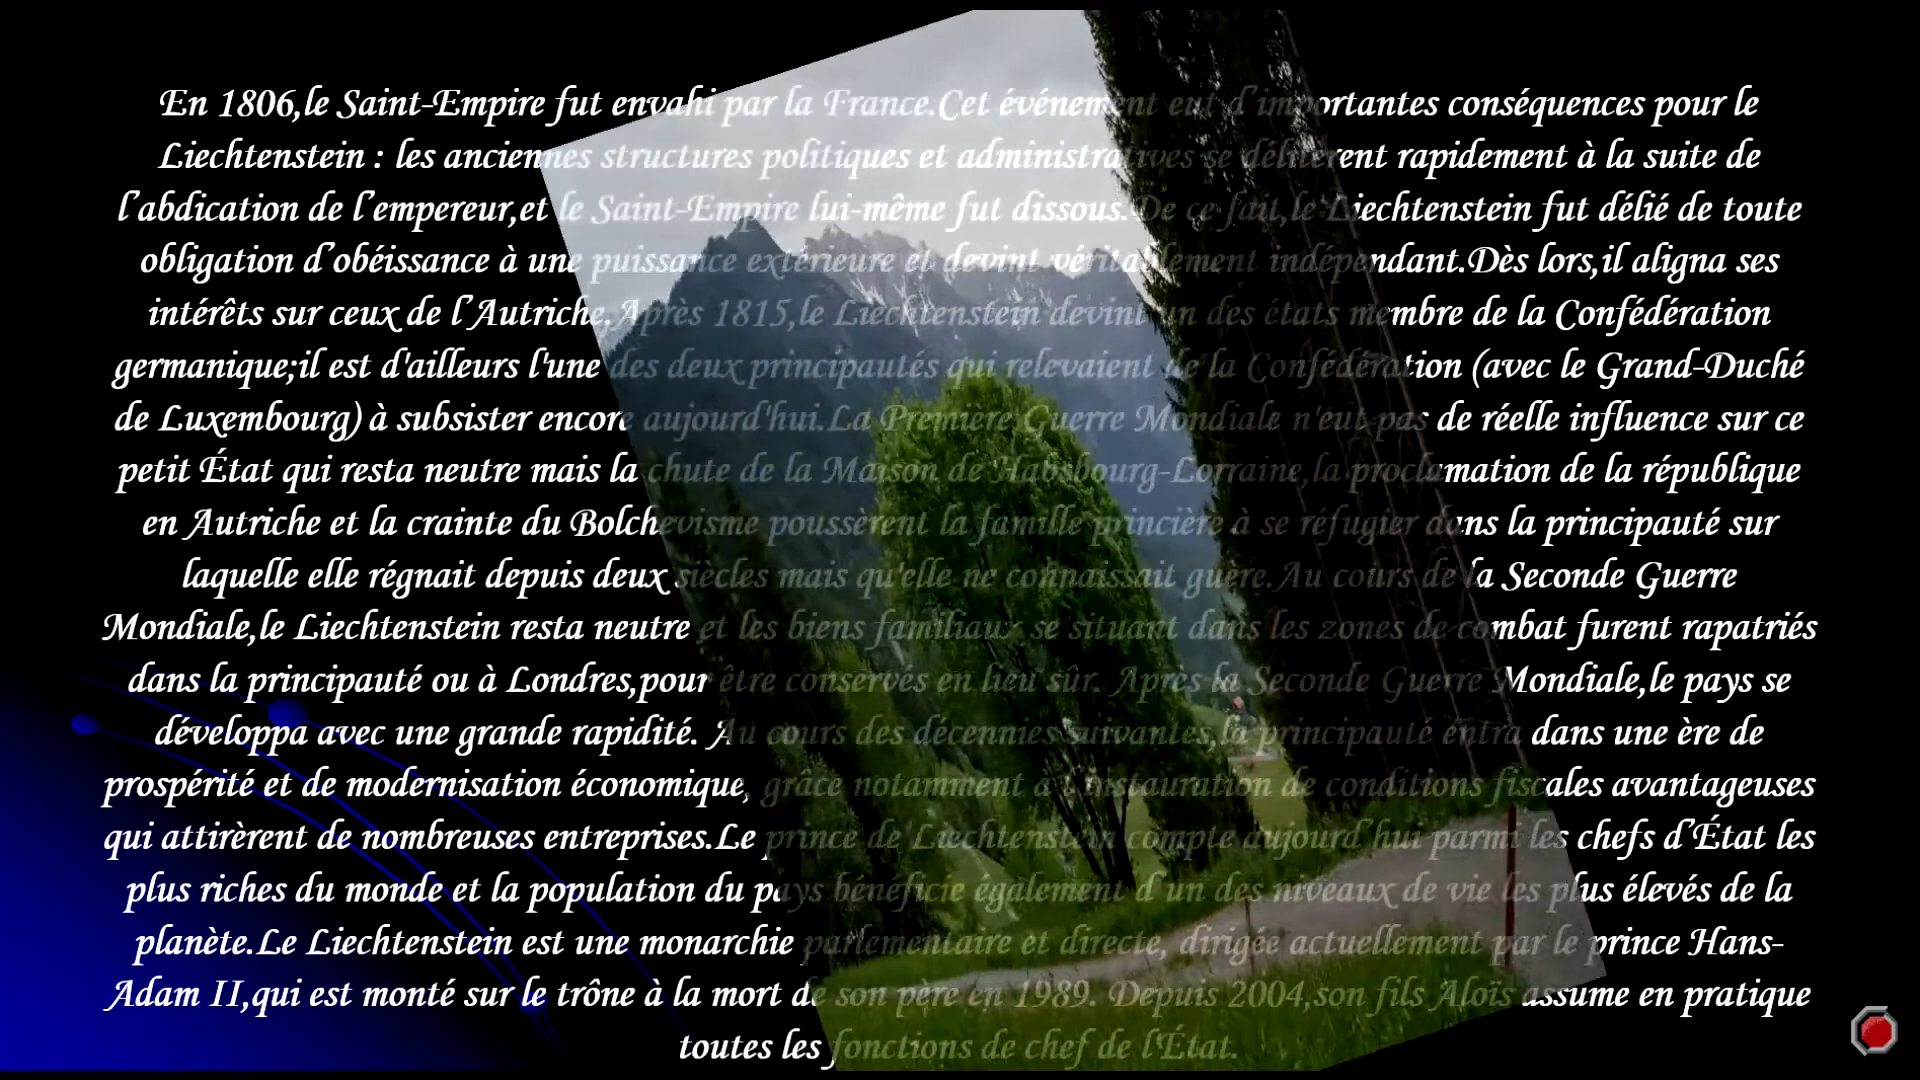 En 1806,le Saint-Empire fut envahi par la France.Cet événement eut d'importantes conséquences pour le
Liechtenstein : les anciennes structures politiques et administratives se délitèrent rapidement à la suite de
l'abdication de l'empereur,et le Saint-Empire lui-même fut dissous.De ce fait,le Liechtenstein fut délié de toute
obligation d'obéissance à une puissance extérieure et devint véritablement indépendant.Dès lors,il aligna ses
intérêts sur ceux de l'Autriche.Après 1815,le Liechtenstein devint un des états membre de la Confédération
germanique;il est d'ailleurs l'une des deux principautés qui relevaient de la Confédération (avec le Grand-Duché
de Luxembourg) à subsister encore aujourd'hui.La Première Guerre Mondiale n'eut pas de réelle influence sur ce
petit État qui resta neutre mais la chute de la Maison de Habsbourg-Lorraine,la proclamation de la république
en Autriche et la crainte du Bolchevisme poussèrent la famille princière à se réfugier dans la principauté sur
laquelle elle régnait depuis deux siècles mais qu'elle ne connaissait guère.Au cours de la Seconde Guerre
Mondiale,le Liechtenstein resta neutre et les biens familiaux se situant dans les zones de combat furent rapatriés
dans la principauté ou à Londres,pour être conservés en lieu sûr. Après la Seconde Guerre Mondiale,le pays se
développa avec une grande rapidité. Au cours des décennies suivantes,la principauté entra dans une ère de
prospérité et de modernisation économique, grâce notamment à l'instauration de conditions fiscales avantageuses
qui attirèrent de nombreuses entreprises.Le prince de Liechtenstein compte aujourd'hui parmi les chefs d'État les
plus riches du monde et la population du pays bénéficie également d'un des niveaux de vie les plus élevés de la
planète.Le Liechtenstein est une monarchie parlementaire et directe, dirigée actuellement par le prince Hans-
Adam II,qui est monté sur le trône à la mort de son père en 1989. Depuis 2004,son fils Aloïs assume en pratique
toutes les fonctions de chef de l'État.